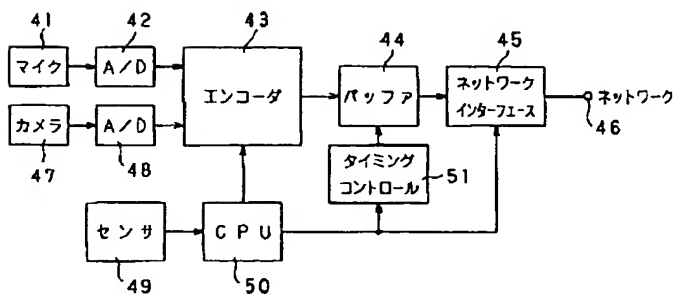 41
42
43
44
45
マイク
A/D
エンコーダ
バッファ
ネットワーク
インターフェース
ネットワーク
46
カメラ
A/D
47
48
タイミング
コントロール
51
センサ
CPU
49
50